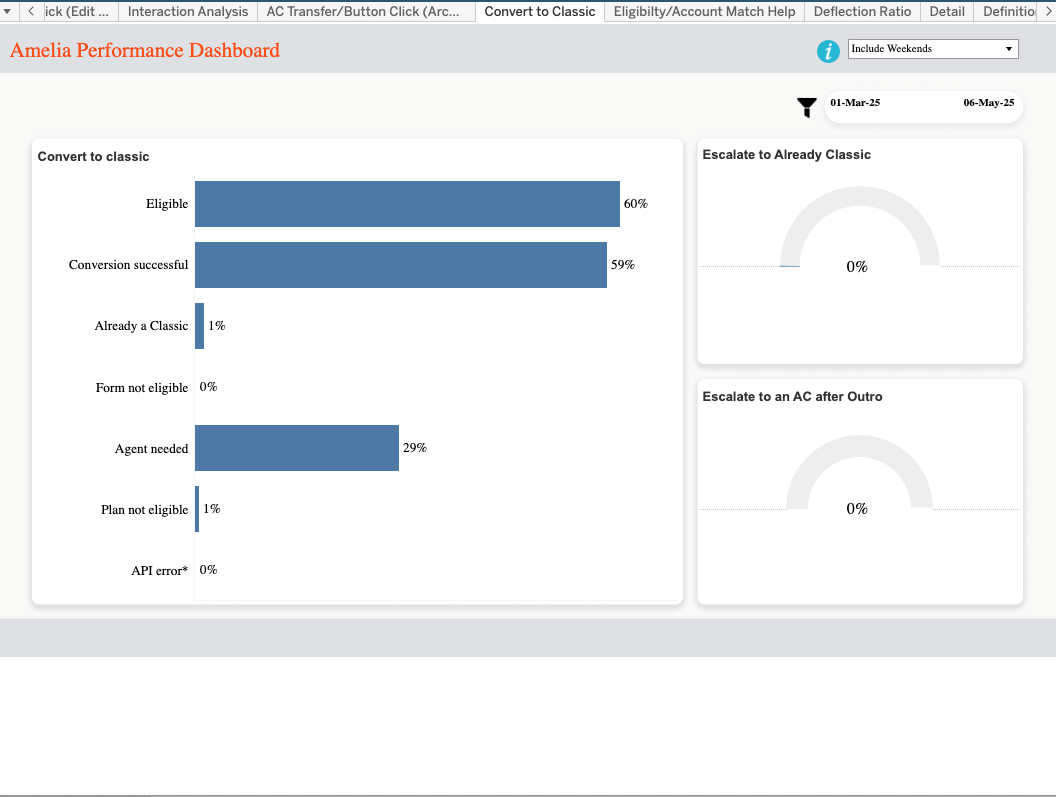 ick (Edit ...
Interaction Analysis
AC Transfer/Button Click (Arc...
Convert to Classic
Eligibilty/Account Match Help
Deflection Ratio
Detail
Definitio
Amelia Performance Dashboard
i
Include Weekends
01-Mar-25
06-May-25
Convert to classic
Eligible
60%
Conversion successful
59%
Already a Classic
1%
Form not eligible
0%
Agent needed
29%
Plan not eligible
1%
API error*
0%
Escalate to Already Classic
0%
Escalate to an AC after Outro
0%